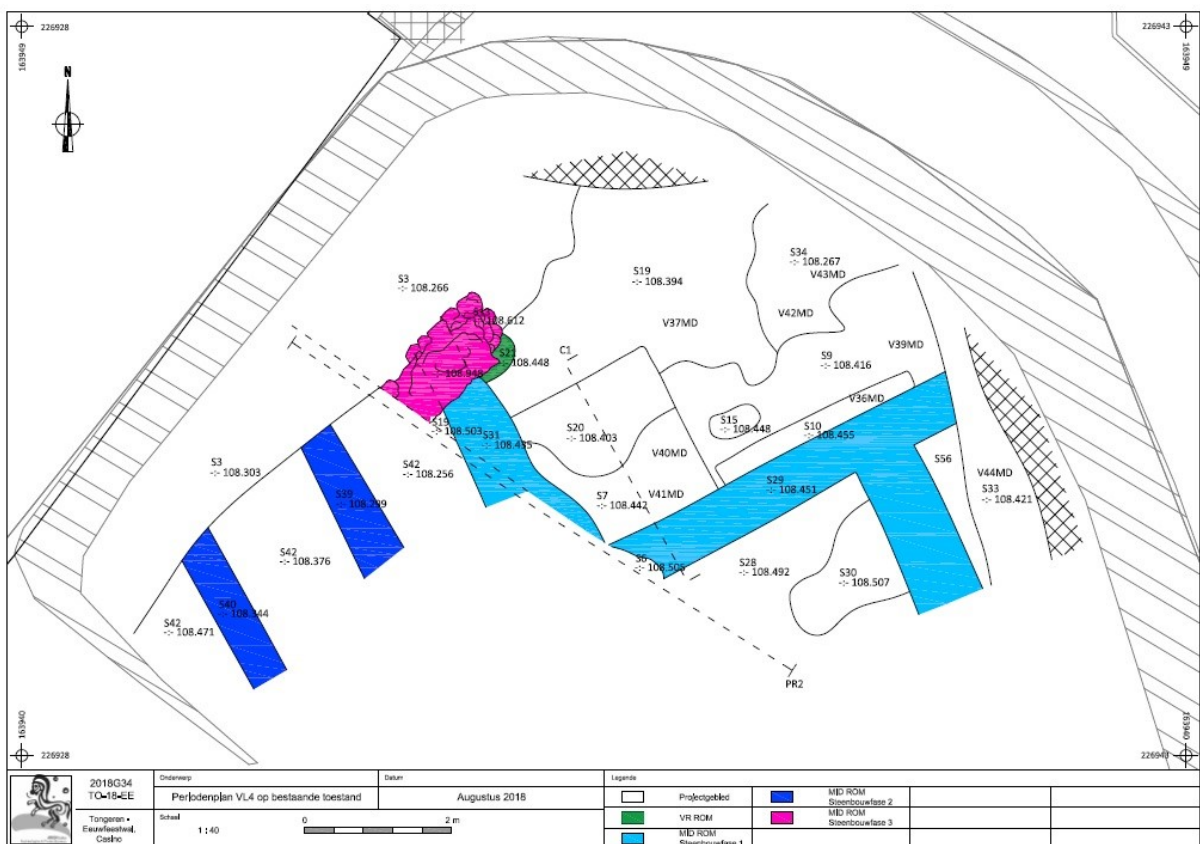 226928
226943
163949
163949
N
S34
108.267
V43MD
S19
108.394
S3
108.266
V42MD
108.612
V37MD
V39MD
C1
S21
108.448
S9
108.416
108.948
V36MD
S15
108.448
S19
108.503
S20
108.403
S10
108.455
S31
108.435
V40MD
S56
S42
108.256
S3
108.303
V44MD
S29
108.451
V41MD
S33
108.421
S39
108.299
S7
108.442
S42
108.376
S6
108.506
S28
108.492
S30
108.507
S40
108.344
S42
108.471
PR2
163940
163940
226928
226943
2018G34
TO-18-EE
Tongeren -
Eeuwfeestwal,
Casino
Onderwerp
Periodenplan VL4 op bestaande toestand
Datum
Augustus 2018
Schaal
1:40
0
2 m
Legende
Projectgebied
VR ROM
MID ROM
Steenbouwfase 1
MID ROM
Steenbouwfase 2
MID ROM
Steenbouwfase 3